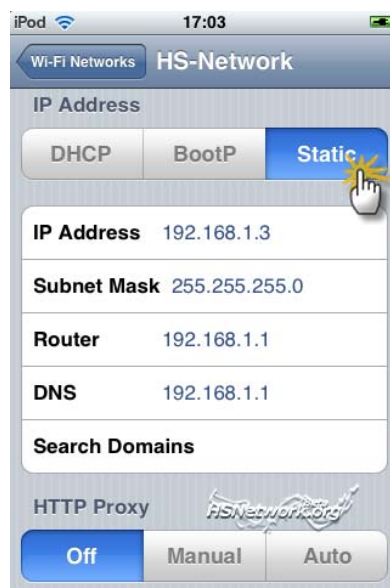 iPod 17:03
Wi-Fi Networks HS-Network
IP Address
DHCP BootP Static
IP Address 192.168.1.3
Subnet Mask 255.255.255.0
Router 192.168.1.1
DNS 192.168.1.1
Search Domains
HTTP Proxy HSNetwork.org
Off Manual Auto